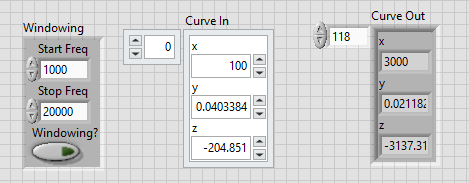 Windowing
Start Freq
1000
Stop Freq
20000
Windowing?
0
Curve In
x
100
y
0.0403384
z
-204.851
118
Curve Out
x
3000
y
0.021182
z
-3137.31